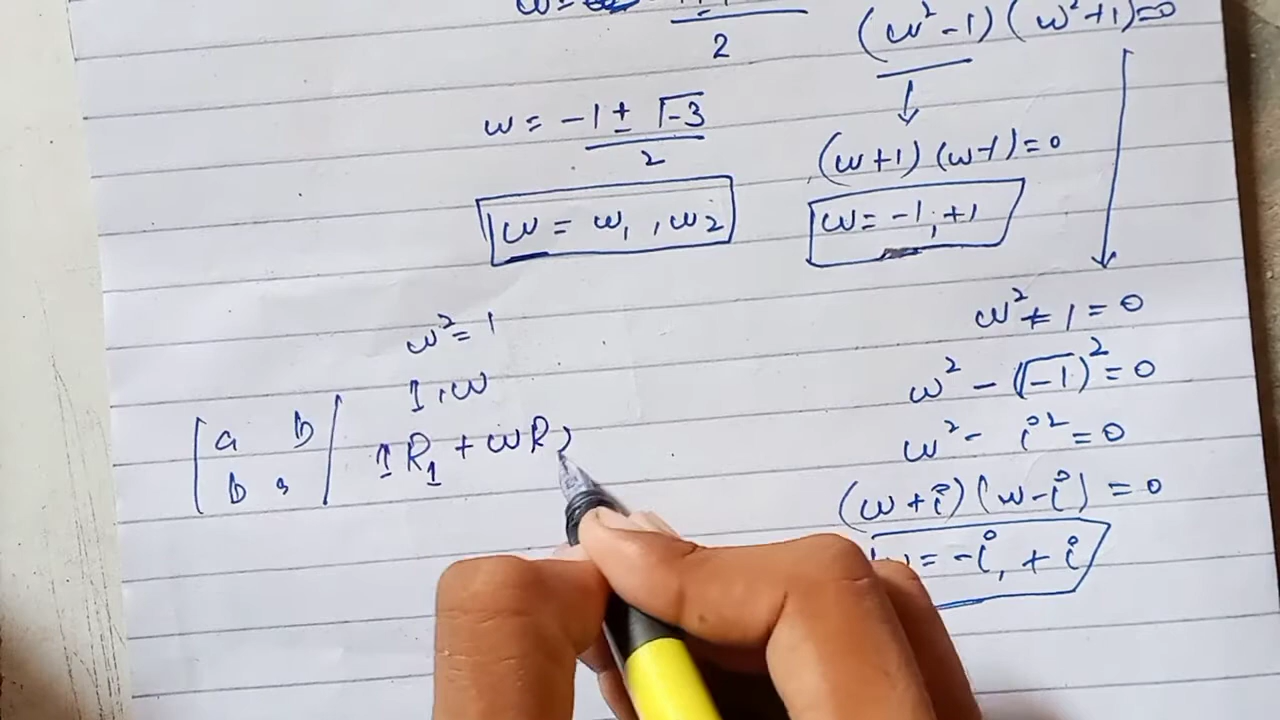 2
(ω²-1) (ω²+1)=0
ω = -1 ± √-3
2
(ω+1) (ω-1)=0
ω = ω₁ , ω₂
ω = -1, +1
ω² = 1
1, ω
ω² + 1 = 0
ω² - (√-1)² = 0
ω² - i² = 0
(ω+i) (ω-i) = 0
ω = -i, +i
| a b |
| b a |
1 R₁ + ω R₂